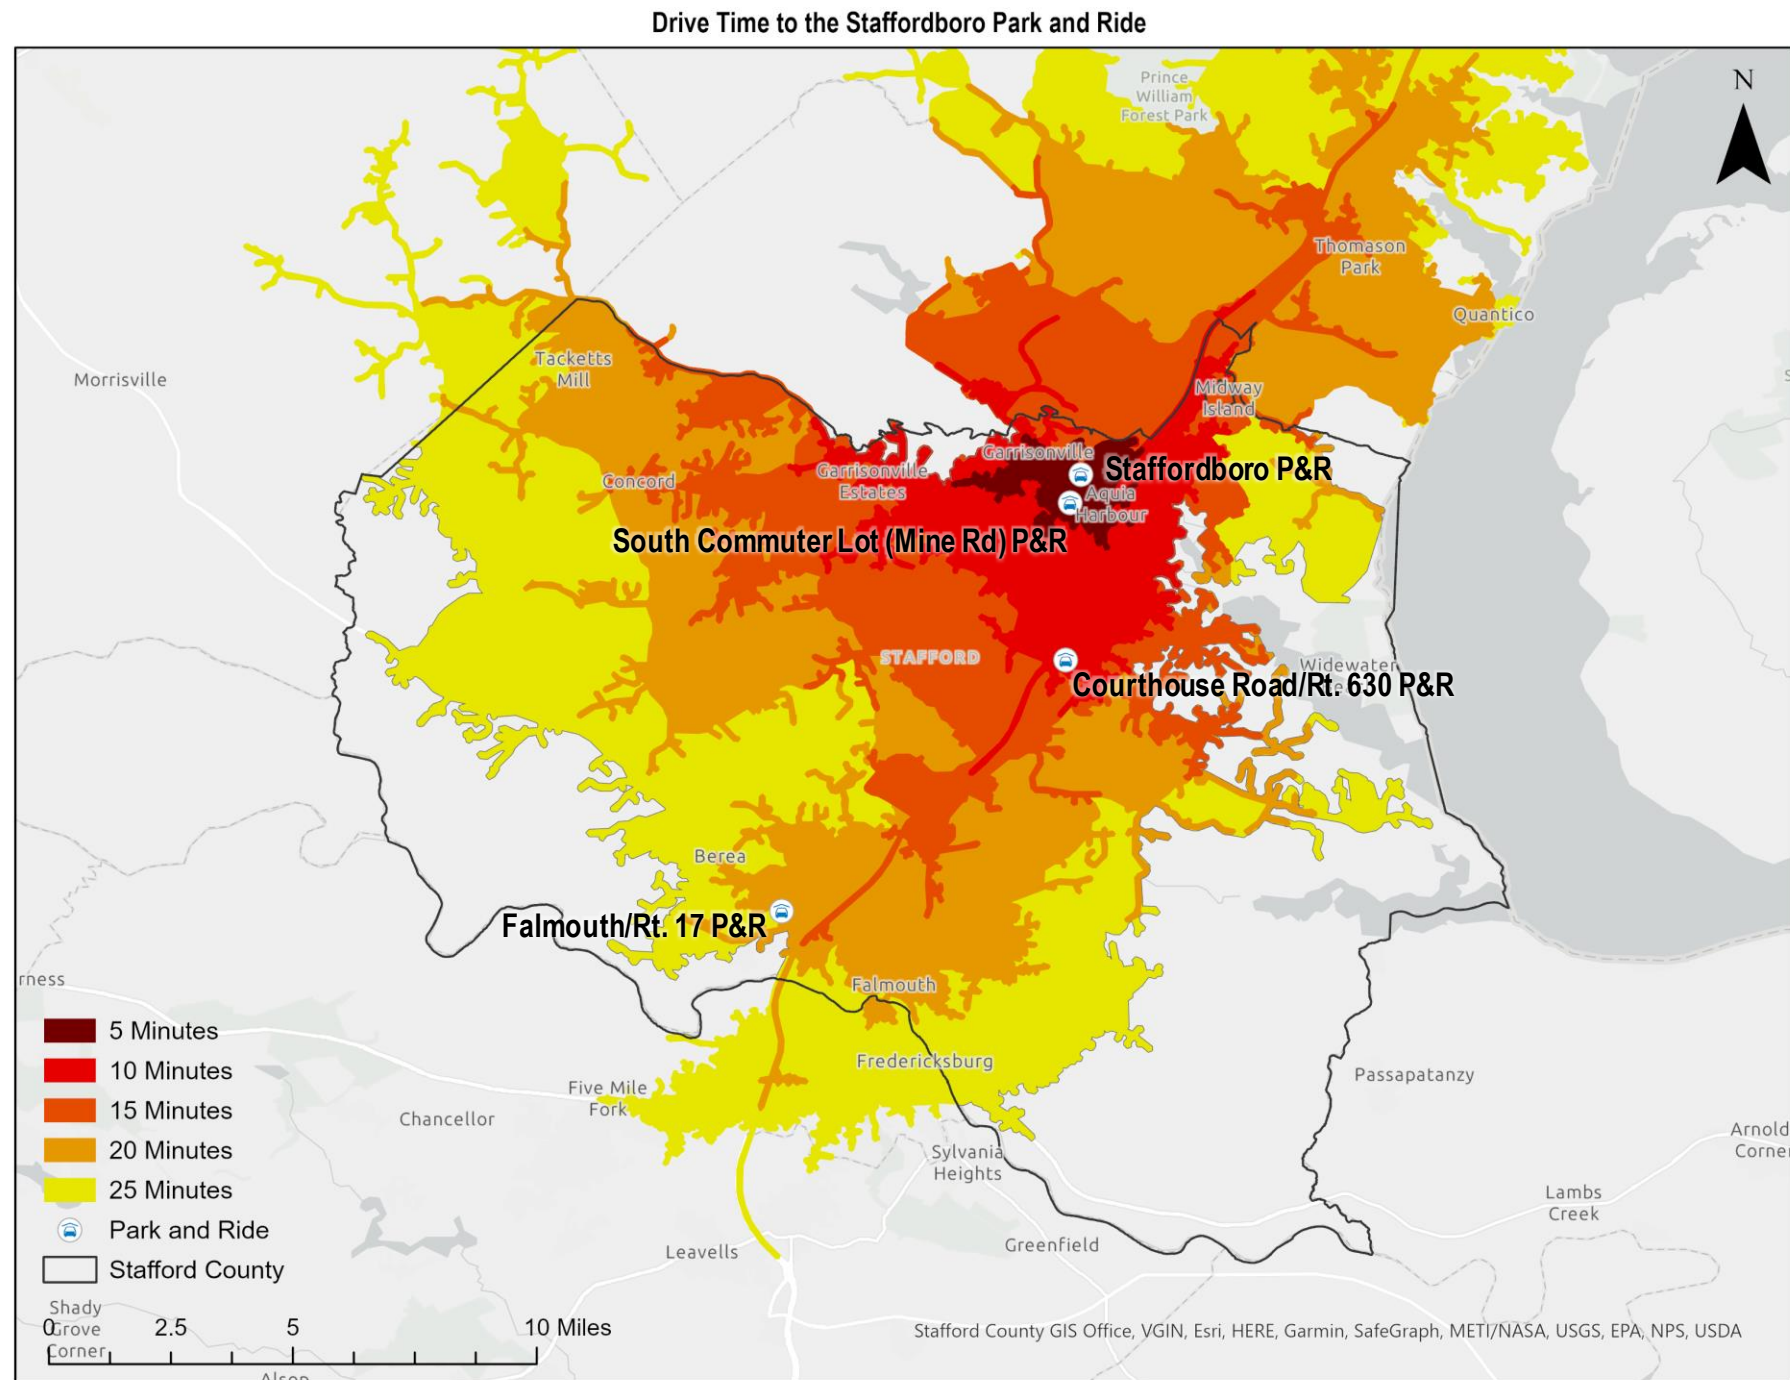 Drive Time to the Staffordboro Park and Ride
Prince
William
Forest Park
N
Thomason
Park
Quantico
Morrisville
Tacketts
Mill
Midway
Island
Garrisonville
Staffordboro P&R
Concord
Garrisonville
Estates
Aquia
Harbour
South Commuter Lot (Mine Rd) P&R
STAFFORD
Widewater
Courthouse Road/Rt. 630 P&R
Berea
Falmouth/Rt. 17 P&R
rness
Falmouth
Fredericksburg
Five Mile
Fork
Chancellor
Passapatanzy
Sylvania
Heights
Arnold
Corne
Lambs
Creek
Leavells
Greenfield
5 Minutes
10 Minutes
15 Minutes
20 Minutes
25 Minutes
Park and Ride
Stafford County
Shady
Grove
Corner
0 2.5 5 10 Miles
Stafford County GIS Office, VGIN, Esri, HERE, Garmin, SafeGraph, METI/NASA, USGS, EPA, NPS, USDA